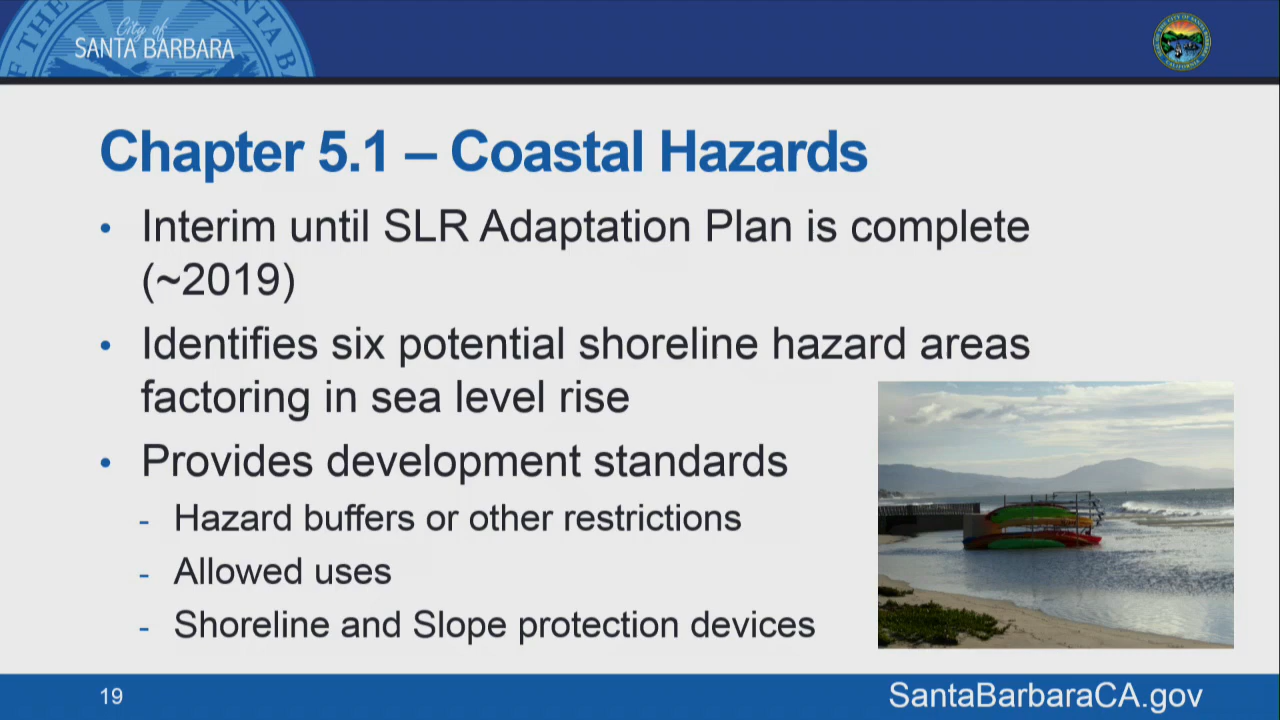 City of
SANTA BARBARA
Chapter 5.1 – Coastal Hazards
• Interim until SLR Adaptation Plan is complete
(~2019)
• Identifies six potential shoreline hazard areas
factoring in sea level rise
• Provides development standards
- Hazard buffers or other restrictions
- Allowed uses
- Shoreline and Slope protection devices
19
SantaBarbaraCA.gov